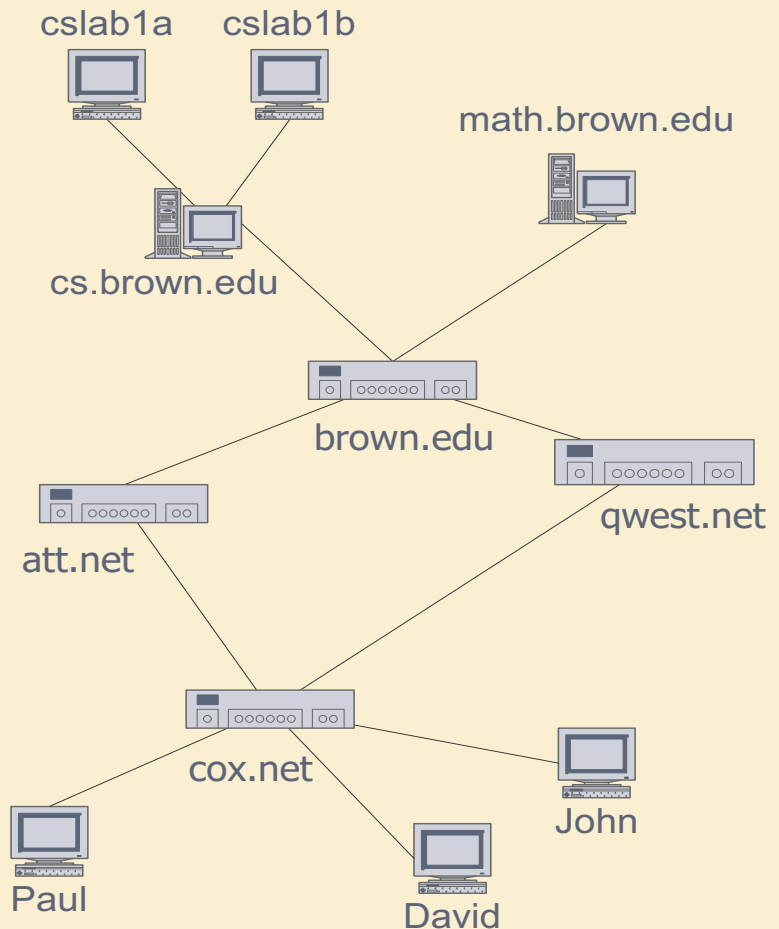 cslab1a cslab1b
math.brown.edu
cs.brown.edu
brown.edu
qwest.net
att.net
cox.net
John
Paul
David